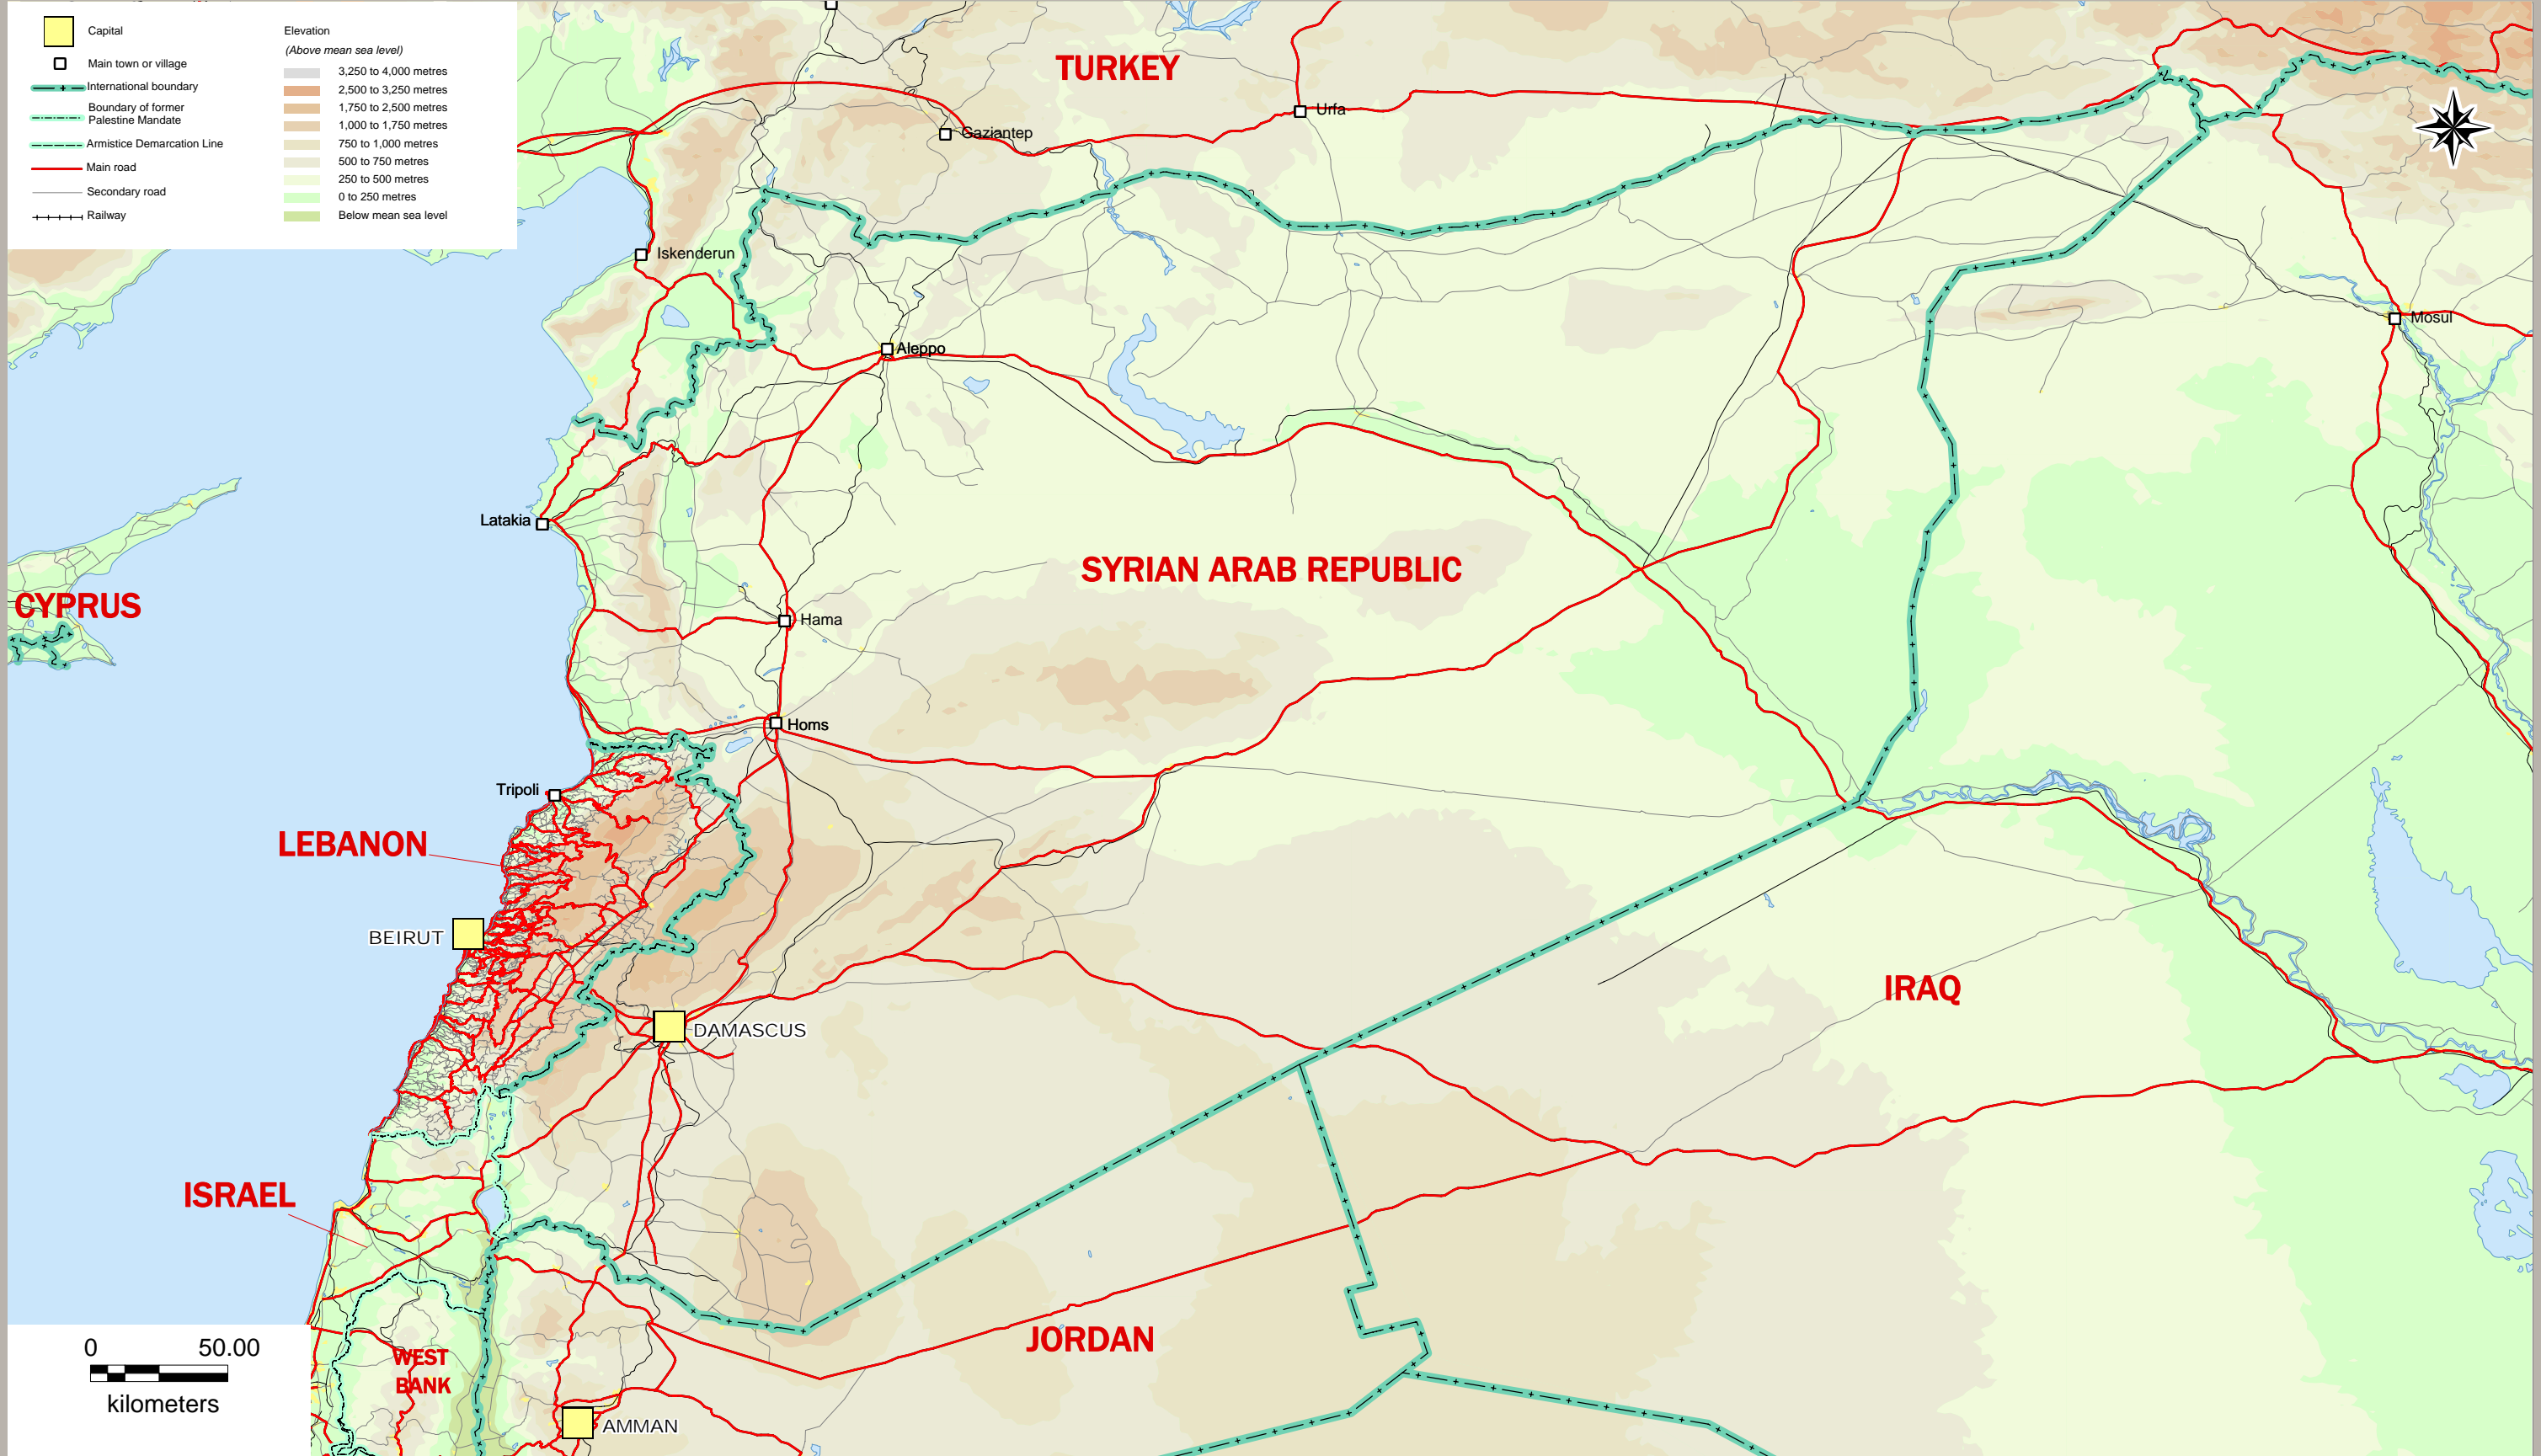 Capital
Main town or village
International boundary
Boundary of former
Palestine Mandate
Armistice Demarcation Line
Main road
Secondary road
Railway
Elevation
(Above mean sea level)
3,250 to 4,000 metres
2,500 to 3,250 metres
1,750 to 2,500 metres
1,000 to 1,750 metres
750 to 1,000 metres
500 to 750 metres
250 to 500 metres
0 to 250 metres
Below mean sea level
TURKEY
Urfa
Gaziantep
Iskenderun
Mosul
Aleppo
Latakia
SYRIAN ARAB REPUBLIC
CYPRUS
Hama
Homs
Tripoli
LEBANON
BEIRUT
IRAQ
DAMASCUS
ISRAEL
JORDAN
WEST
BANK
AMMAN
0 50.00
kilometers